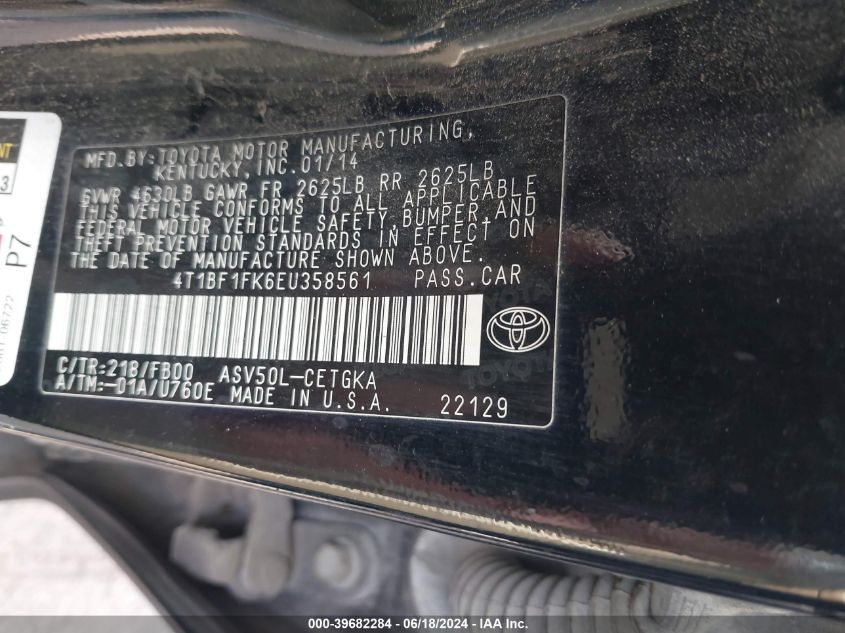 MFD.BY:TOYOTA MOTOR MANUFACTURING,
KENTUCKY,INC.01/14
GVWR 4630LB GAWR FR 2625LB RR 2625LB
THIS VEHICLE CONFORMS TO ALL APPLICABLE
FEDERAL MOTOR VEHICLE SAFETY,BUMPER,AND
THEFT PREVENTION STANDARDS IN EFFECT ON
THE DATE OF MANUFACTURE SHOWN ABOVE.
4T1BF1FK6EU358561 PASS.CAR
C/TR:218/FB00 ASV50L-CETGKA
A/TM:-01A/U760E MADE IN U.S.A. 22129
P7
06722
000-39682284 / 06/18/2024 - IAA Inc.